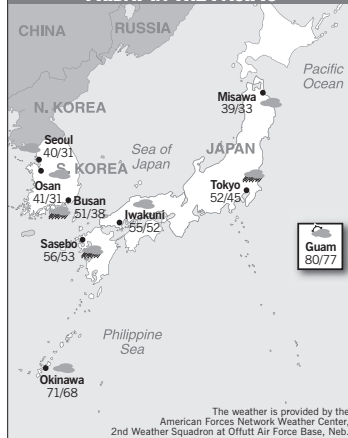 CHINA
RUSSIA
Pacific
Ocean
Misawa
39/33
N. KOREA
Seoul
40/31
Sea of
Japan
JAPAN
S. KOREA
Osan
41/31
Tokyo
52/45
Busan
51/38
Iwakuni
55/52
Sasebo
56/53
Guam
80/77
Philippine
Sea
Okinawa
71/68
The weather is provided by the
American Forces Network Weather Center,
2nd Weather Squadron at Offutt Air Force Base, Neb.